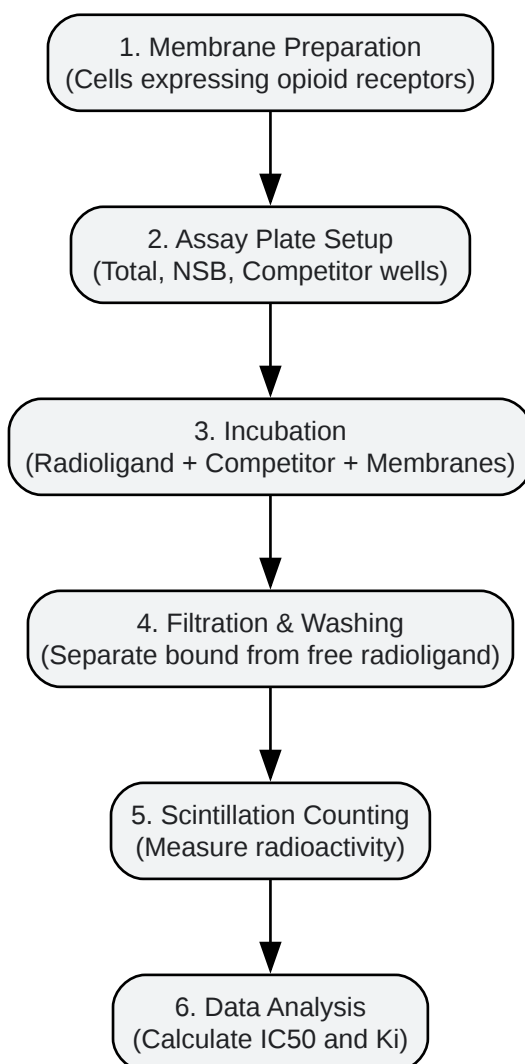 1. Membrane Preparation
(Cells expressing opioid receptors)
2. Assay Plate Setup
(Total, NSB, Competitor wells)
3. Incubation
(Radioligand + Competitor + Membranes)
4. Filtration & Washing
(Separate bound from free radioligand)
5. Scintillation Counting
(Measure radioactivity)
6. Data Analysis
(Calculate IC50 and Ki)